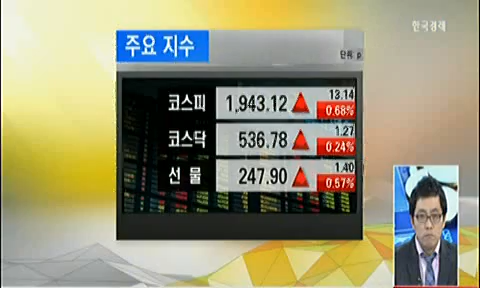 한국경제
주요 지수
단위: p
코스피 1,943.12 ▲ 13.14 0.68%
코스닥 536.78 ▲ 1.27 0.24%
선 물 247.90 ▲ 1.40 0.57%